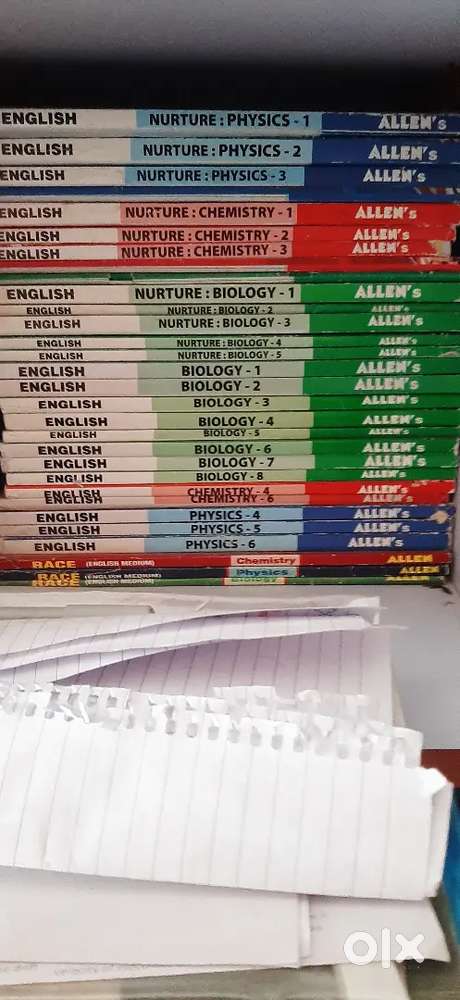 ENGLISH NURTURE : PHYSICS - 1 ALLEN's
ENGLISH NURTURE : PHYSICS - 2 ALLEN's
ENGLISH NURTURE : PHYSICS - 3 ALLEN's
ENGLISH NURTURE : CHEMISTRY - 1 ALLEN's
ENGLISH NURTURE : CHEMISTRY - 2 ALLEN's
ENGLISH NURTURE : CHEMISTRY - 3 ALLEN's
ENGLISH NURTURE : BIOLOGY - 1 ALLEN's
ENGLISH NURTURE : BIOLOGY - 2 ALLEN's
ENGLISH NURTURE : BIOLOGY - 3 ALLEN's
ENGLISH NURTURE : BIOLOGY - 4 ALLEN's
ENGLISH NURTURE : BIOLOGY - 5 ALLEN's
ENGLISH BIOLOGY - 1 ALLEN's
ENGLISH BIOLOGY - 2 ALLEN's
ENGLISH BIOLOGY - 3 ALLEN's
ENGLISH BIOLOGY - 4 ALLEN's
ENGLISH BIOLOGY - 5 ALLEN's
ENGLISH BIOLOGY - 6 ALLEN's
ENGLISH BIOLOGY - 7 ALLEN's
ENGLISH BIOLOGY - 8 ALLEN's
ENGLISH CHEMISTRY - 4 ALLEN's
ENGLISH CHEMISTRY - 6 ALLEN's
ENGLISH PHYSICS - 4 ALLEN's
ENGLISH PHYSICS - 5 ALLEN's
ENGLISH PHYSICS - 6 ALLEN's
RACE (ENGLISH MEDIUM) Chemistry ALLEN
RACE (ENGLISH MEDIUM) Physics ALLEN
RACE (ENGLISH MEDIUM) Biology ALLEN
olx